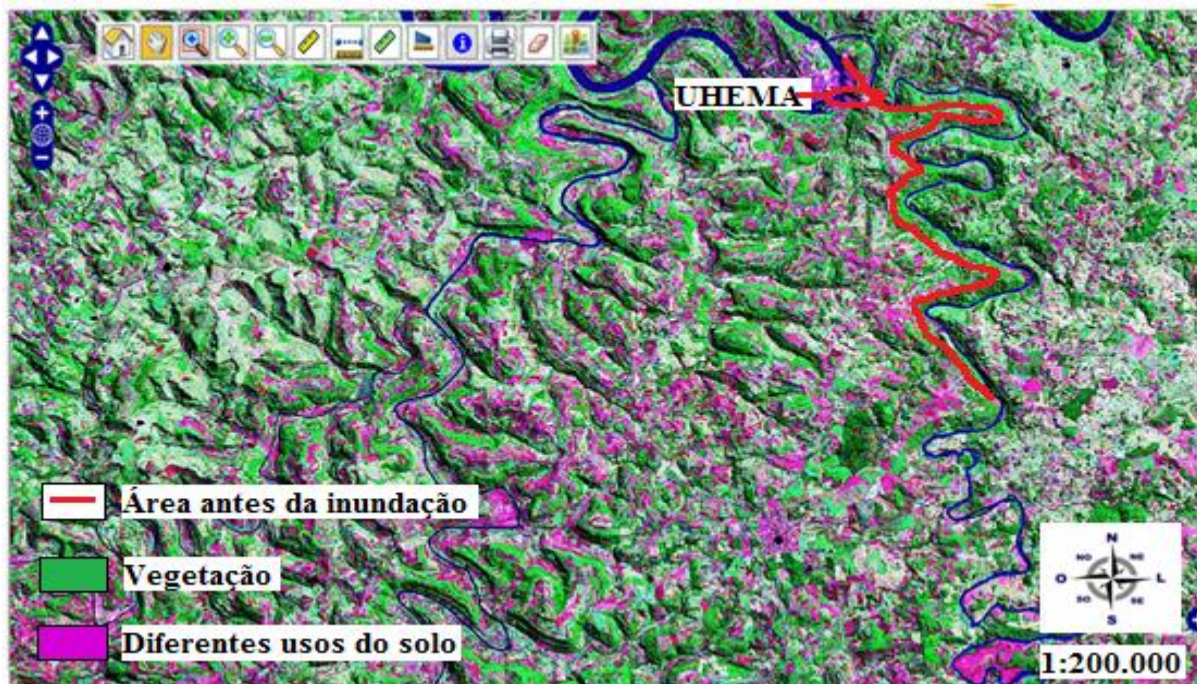 UHEMA
Área antes da inundação
Vegetação
Diferentes usos do solo
N
NO NE
O L
SO SE
S
1:200.000